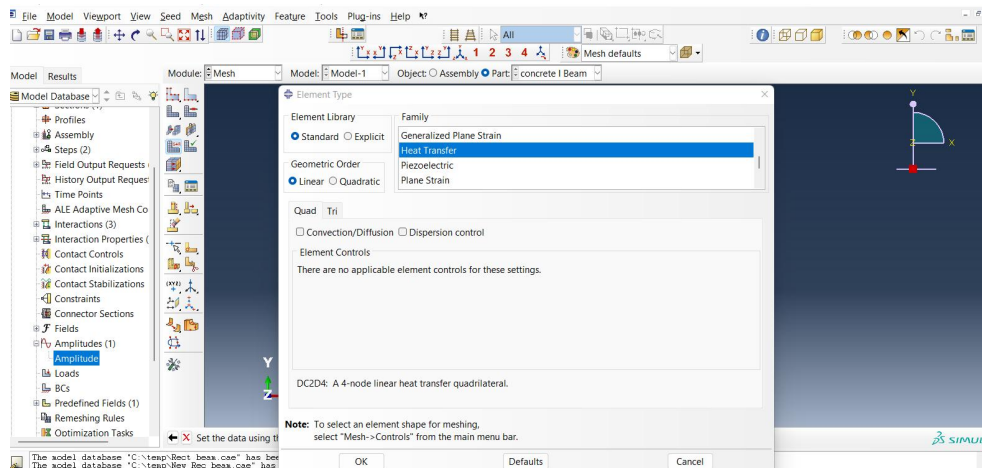 File Model Viewport View Seed Mesh Adaptivity Feature Tools Plug-ins Help
All
1 2 3 4 Mesh defaults
Model Results
Module: Mesh Model: Model-1 Object: Assembly Part: concrete I Beam
Model Database
Profiles
Assembly
Steps (2)
Field Output Requests
History Output Request
Time Points
ALE Adaptive Mesh Co
Interactions (3)
Interaction Properties (
Contact Controls
Contact Initializations
Contact Stabilizations
Constraints
Connector Sections
Fields
Amplitudes (1)
Amplitude
Loads
BCs
Predefined Fields (1)
Remeshing Rules
Optimization Tasks
(XYZ)
Element Type
Element Library
Standard Explicit
Geometric Order
Linear Quadratic
Family
Generalized Plane Strain
Heat Transfer
Piezoelectric
Plane Strain
Quad Tri
Convection/Diffusion Dispersion control
Element Controls
There are no applicable element controls for these settings.
DC2D4: A 4-node linear heat transfer quadrilateral.
Note: To select an element shape for meshing,
select "Mesh->Controls" from the main menu bar.
OK Defaults Cancel
Y
Z X
Y
Z
X Set the data using th
SIMUL
The model database "C:\temp\Rect beam.cae" has bee
The model database "C:\temp\New Rec beam.cae" has